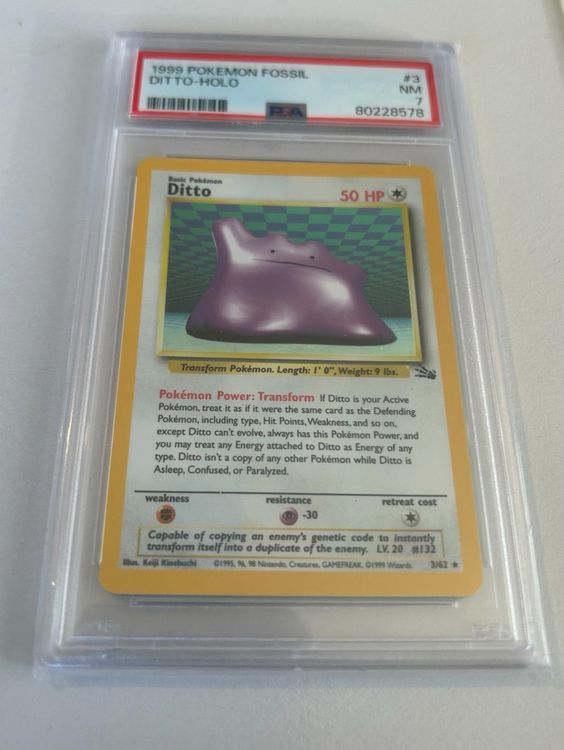 1999 POKEMON FOSSIL #3
DITTO-HOLO NM
7
PSA 80228578
Basic Pokémon
Ditto 50 HP
Transform Pokémon. Length: 1' 0", Weight: 9 lbs.
Pokémon Power: Transform If Ditto is your Active
Pokémon, treat it as if it were the same card as the Defending
Pokémon, including type, Hit Points, Weakness, and so on,
except Ditto can't evolve, always has this Pokémon Power, and
you may treat any Energy attached to Ditto as Energy of any
type. Ditto isn't a copy of any other Pokémon while Ditto is
Asleep, Confused, or Paralyzed.
weakness resistance retreat cost
-30
Capable of copying an enemy's genetic code to instantly
transform itself into a duplicate of the enemy. LV. 20 #132
Illus. Keiji Kinebuchi ©1995, 96, 98 Nintendo, Creatures, GAMEFREAK. ©1999 Wizards. 3/62 ★